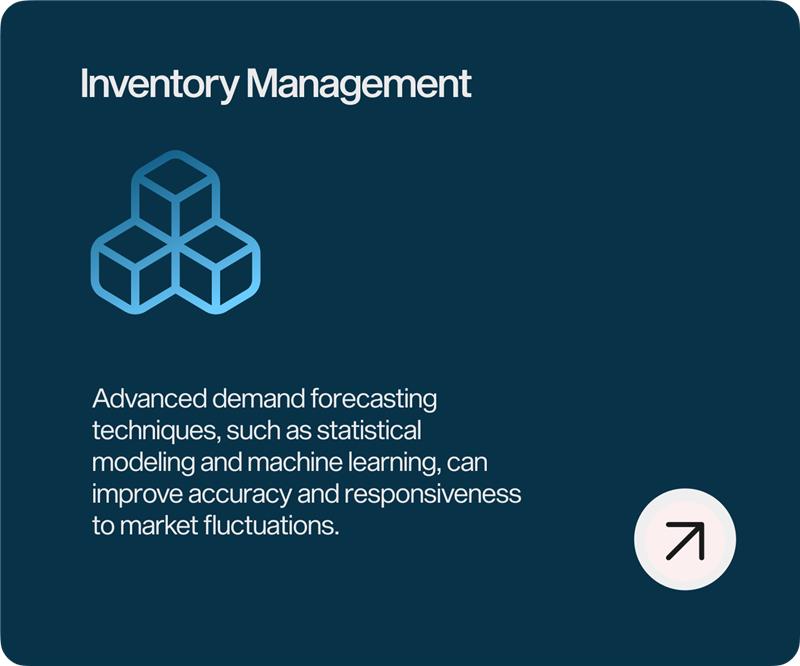 Inventory Management
Advanced demand forecasting
techniques, such as statistical
modeling and machine learning, can
improve accuracy and responsiveness
to market fluctuations.